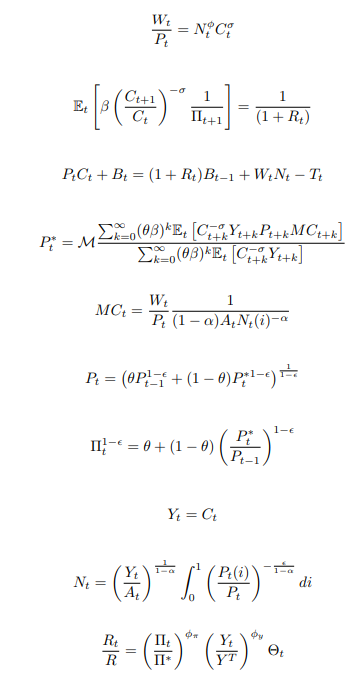 \frac{W_t}{P_t} = N_t^{\phi} C_t^{\sigma}
\mathbb{E}_t \left[ \beta \left( \frac{C_{t+1}}{C_t} \right)^{-\sigma} \frac{1}{\Pi_{t+1}} \right] = \frac{1}{(1 + R_t)}
P_t C_t + B_t = (1 + R_t) B_{t-1} + W_t N_t - T_t
P_t^* = \mathcal{M} \frac{\sum_{k=0}^{\infty} (\theta\beta)^k \mathbb{E}_t \left[ C_{t+k}^{-\sigma} Y_{t+k} P_{t+k} MC_{t+k} \right]}{\sum_{k=0}^{\infty} (\theta\beta)^k \mathbb{E}_t \left[ C_{t+k}^{-\sigma} Y_{t+k} \right]}
MC_t = \frac{W_t}{P_t} \frac{1}{(1 - \alpha) A_t N_t(i)^{-\alpha}}
P_t = \left( \theta P_{t-1}^{1-\epsilon} + (1 - \theta) P_t^{*1-\epsilon} \right)^{\frac{1}{1-\epsilon}}
\Pi_t^{1-\epsilon} = \theta + (1 - \theta) \left( \frac{P_t^*}{P_{t-1}} \right)^{1-\epsilon}
Y_t = C_t
N_t = \left( \frac{Y_t}{A_t} \right)^{\frac{1}{1-\alpha}} \int_0^1 \left( \frac{P_t(i)}{P_t} \right)^{-\frac{\epsilon}{1-\alpha}} di
\frac{R_t}{R} = \left( \frac{\Pi_t}{\Pi^*} \right)^{\phi_\pi} \left( \frac{Y_t}{Y^T} \right)^{\phi_y} \Theta_t